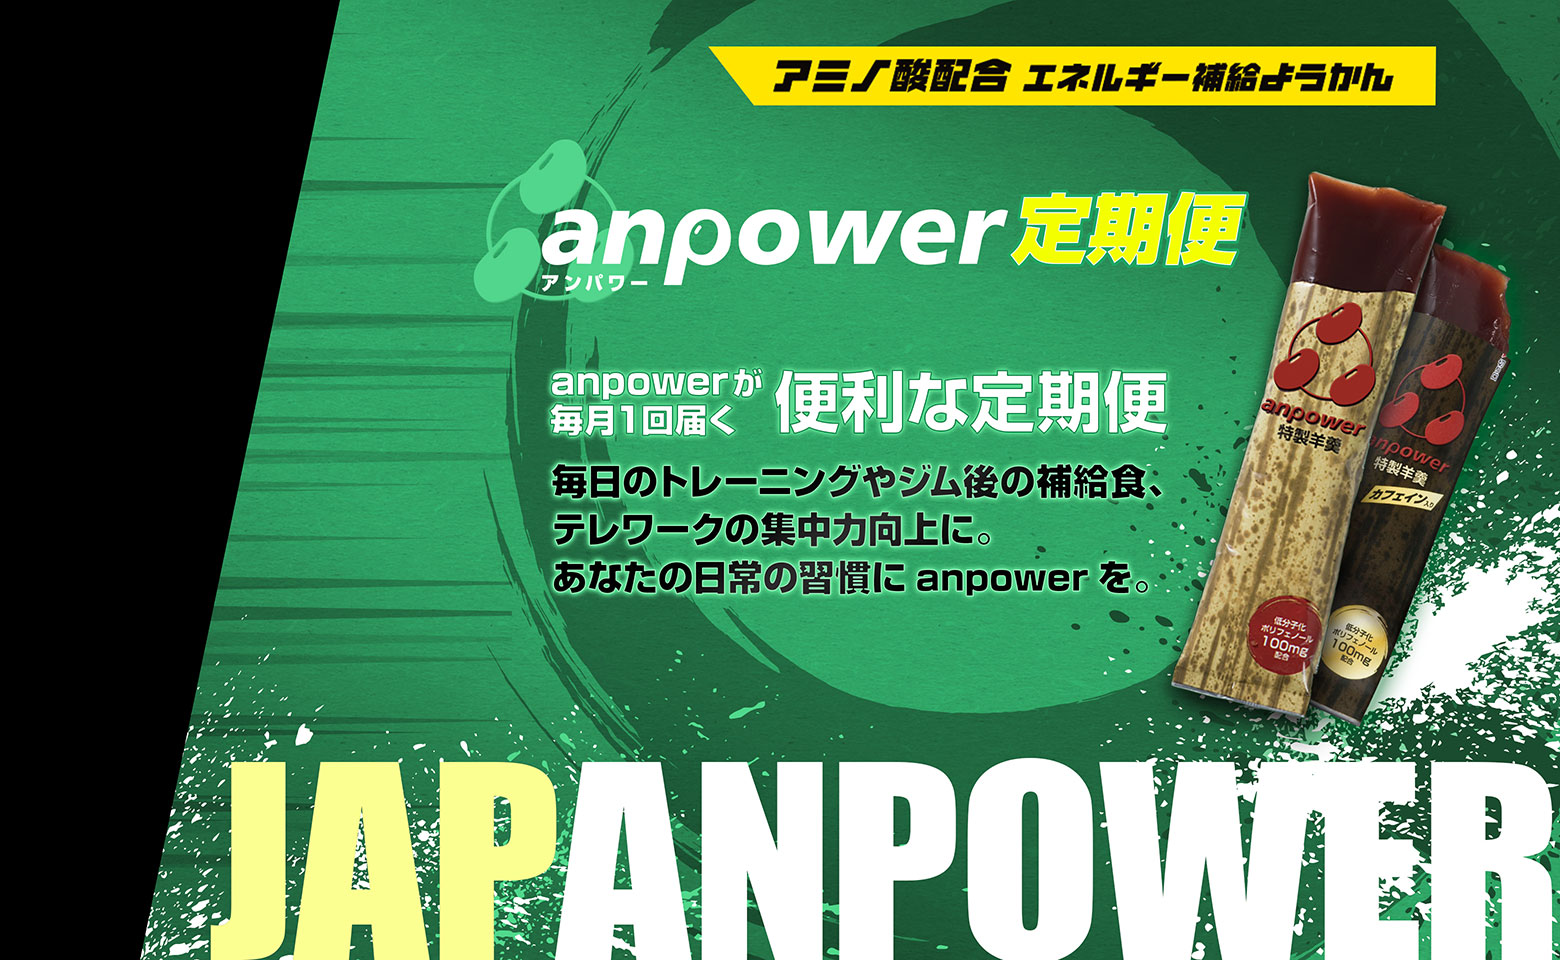 アミノ酸配合 エネルギー補給ようかん
anpower 定期便
アンパワー
anpowerが
毎月1回届く
便利な定期便
毎日のトレーニングやジム後の補給食、
テレワークの集中力向上に。
あなたの日常の習慣に anpower を。
anpower
特製羊羹
低分子化
ポリフェノール
100mg
配合
anpower
特製羊羹
カフェイン入り
低分子化
ポリフェノール
100mg
配合
JAPANPOWER